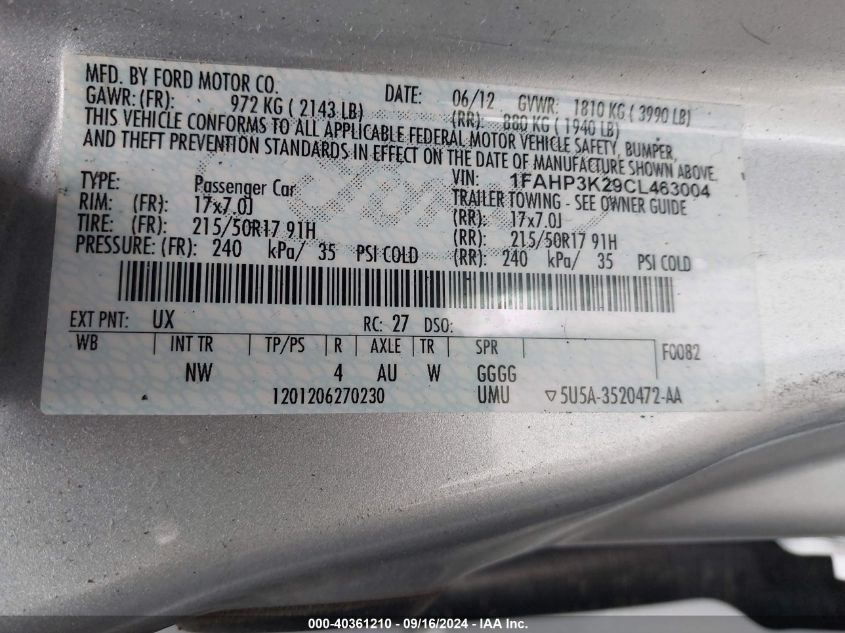 MFD. BY FORD MOTOR CO.
DATE: 06/12 GVWR: 1810 KG ( 3990 LB)
GAWR: (FR): 972 KG ( 2143 LB) (RR): 880 KG ( 1940 LB)
THIS VEHICLE CONFORMS TO ALL APPLICABLE FEDERAL MOTOR VEHICLE SAFETY, BUMPER,
AND THEFT PREVENTION STANDARDS IN EFFECT ON THE DATE OF MANUFACTURE SHOWN ABOVE.
VIN: 1FAHP3K29CL463004
TYPE: Passenger Car TRAILER TOWING - SEE OWNER GUIDE
RIM: (FR): 17x7.0J (RR): 17x7.0J
TIRE: (FR): 215/50R17 91H (RR): 215/50R17 91H
PRESSURE: (FR): 240 kPa/ 35 PSI COLD (RR): 240 kPa/ 35 PSI COLD
EXT PNT: UX RC: 27 DSO:
WB INT TR TP/PS R AXLE TR SPR F0082
NW 4 AU W GGGG
1201206270230 UMU ▽5U5A-3520472-AA
000-40361210 - 09/16/2024 - IAA Inc.